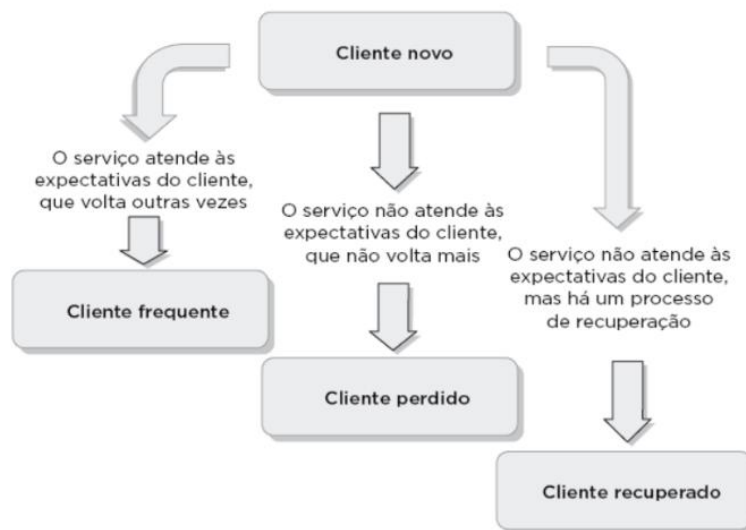 Cliente novo
O serviço atende às
expectativas do cliente,
que volta outras vezes
O serviço não atende às
expectativas do cliente,
que não volta mais
O serviço não atende às
expectativas do cliente,
mas há um processo
de recuperação
Cliente frequente
Cliente perdido
Cliente recuperado